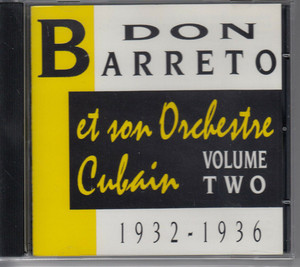 DON
BARRETO
et son Orchestre
Cubain VOLUME
TWO
1932-1936